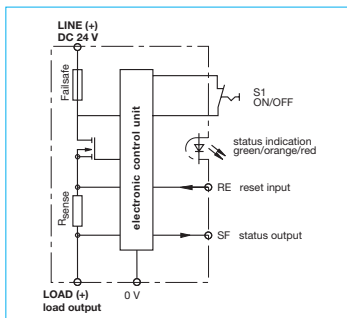 LINE (+)
DC 24 V
Failsafe
electronic control unit
S1
ON/OFF
status indication
green/orange/red
RE reset input
Rsense
SF status output
LOAD (+)
load output
0 V